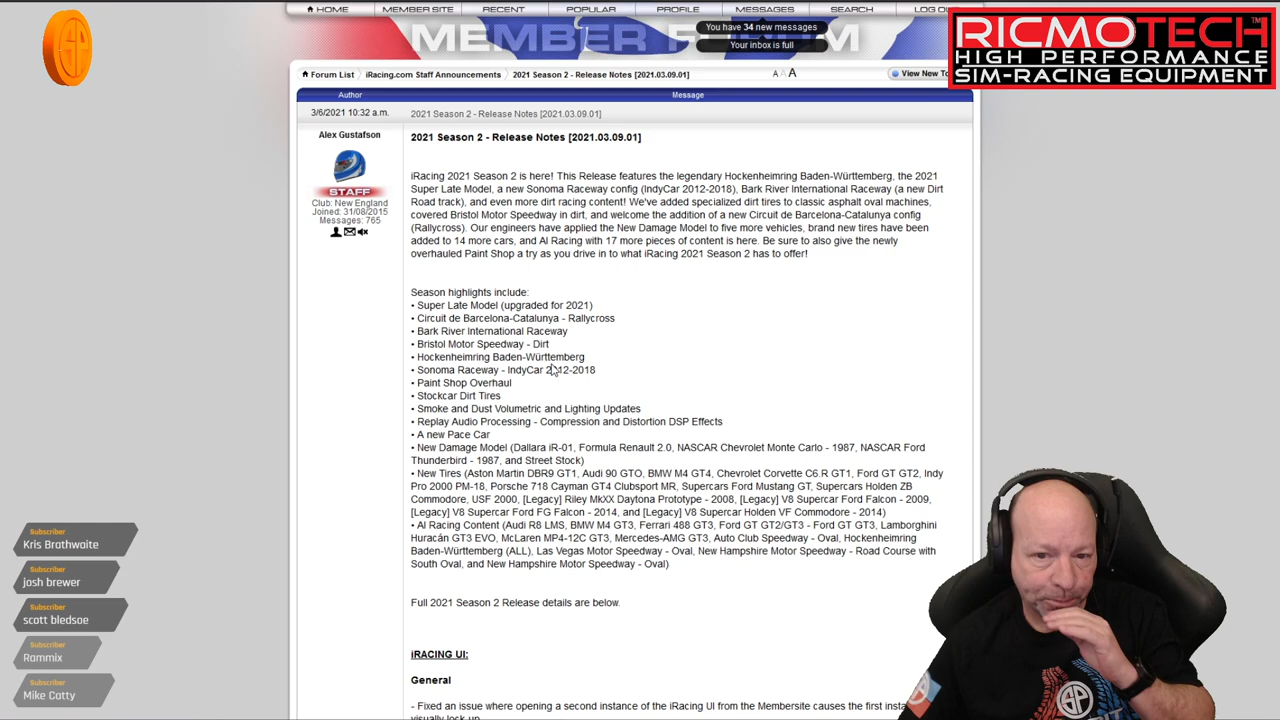 HOME MEMBER SITE RECENT POPULAR PROFILE MESSAGES SEARCH LOG OU
MEMBER FORUM
You have 34 new messages
Your inbox is full
RICMOTECH™
HIGH PERFORMANCE
SIM-RACING EQUIPMENT
Forum List > iRacing.com Staff Announcements > 2021 Season 2 - Release Notes [2021.03.09.01] A A A View New To
Author Message
3/6/2021 10:32 a.m. 2021 Season 2 - Release Notes [2021.03.09.01]
Alex Gustafson
STAFF
Club: New England
Joined: 31/08/2015
Messages: 765
2021 Season 2 - Release Notes [2021.03.09.01]
iRacing 2021 Season 2 is here! This Release features the legendary Hockenheimring Baden-Württemberg, the 2021
Super Late Model, a new Sonoma Raceway config (IndyCar 2012-2018), Bark River International Raceway (a new Dirt
Road track), and even more dirt racing content! We've added specialized dirt tires to classic asphalt oval machines,
covered Bristol Motor Speedway in dirt, and welcome the addition of a new Circuit de Barcelona-Catalunya config
(Rallycross). Our engineers have applied the New Damage Model to five more vehicles, brand new tires have been
added to 14 more cars, and AI Racing with 17 more pieces of content is here. Be sure to also give the newly
overhauled Paint Shop a try as you drive in to what iRacing 2021 Season 2 has to offer!
Season highlights include:
• Super Late Model (upgraded for 2021)
• Circuit de Barcelona-Catalunya - Rallycross
• Bark River International Raceway
• Bristol Motor Speedway - Dirt
• Hockenheimring Baden-Württemberg
• Sonoma Raceway - IndyCar 2012-2018
• Paint Shop Overhaul
• Stockcar Dirt Tires
• Smoke and Dust Volumetric and Lighting Updates
• Replay Audio Processing - Compression and Distortion DSP Effects
• A new Pace Car
• New Damage Model (Dallara iR-01, Formula Renault 2.0, NASCAR Chevrolet Monte Carlo - 1987, NASCAR Ford
Thunderbird - 1987, and Street Stock)
• New Tires (Aston Martin DBR9 GT1, Audi 90 GTO, BMW M4 GT4, Chevrolet Corvette C6.R GT1, Ford GT GT2, Indy
Pro 2000 PM-18, Porsche 718 Cayman GT4 Clubsport MR, Supercars Ford Mustang GT, Supercars Holden ZB
Commodore, USF 2000, [Legacy] Riley MkXX Daytona Prototype - 2008, [Legacy] V8 Supercar Ford Falcon - 2009,
[Legacy] V8 Supercar Ford FG Falcon - 2014, and [Legacy] V8 Supercar Holden VF Commodore - 2014)
• AI Racing Content (Audi R8 LMS, BMW M4 GT3, Ferrari 488 GT3, Ford GT GT2/GT3 - Ford GT GT3, Lamborghini
Huracán GT3 EVO, McLaren MP4-12C GT3, Mercedes-AMG GT3, Auto Club Speedway - Oval, Hockenheimring
Baden-Württemberg (ALL), Las Vegas Motor Speedway - Oval, New Hampshire Motor Speedway - Road Course with
South Oval, and New Hampshire Motor Speedway - Oval)
Full 2021 Season 2 Release details are below.
iRACING UI:
General
- Fixed an issue where opening a second instance of the iRacing UI from the Membersite causes the first insta
visually lock up.
Subscriber
Kris Brathwaite
Subscriber
josh brewer
Subscriber
scott bledsoe
Subscriber
Rammix
Subscriber
Mike Catty